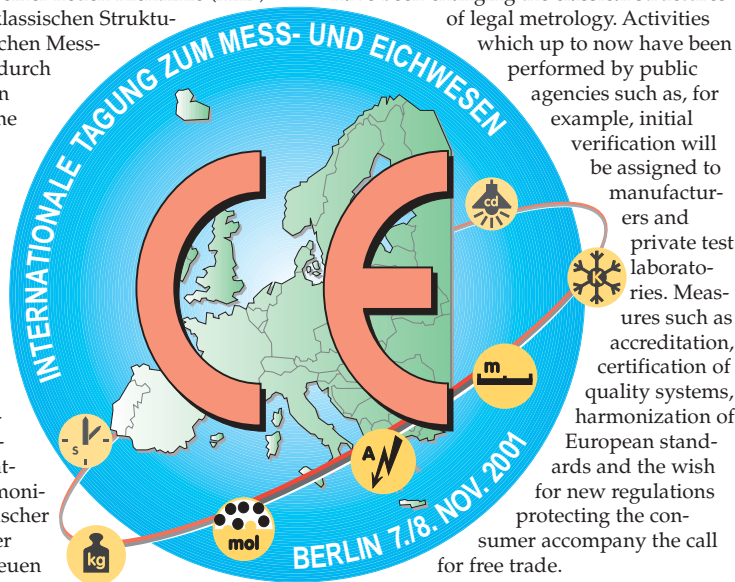 klassischen Struktu-
chen Mess-
durch
INTERNATIONALE TAGUNG ZUM MESS- UND EICHWESEN
CE
cd
K
m
A
mol
kg
s
BERLIN 7./8. NOV. 2001
euen
of legal metrology. Activities
which up to now have been
performed by public
agencies such as, for
example, initial
verification will
be assigned to
manufactur-
ers and
private test
laborato-
ries. Meas-
ures such as
accreditation,
certification of
quality systems,
harmonization of
European stand-
ards and the wish
for new regulations
protecting the con-
sumer accompany the call
for free trade.